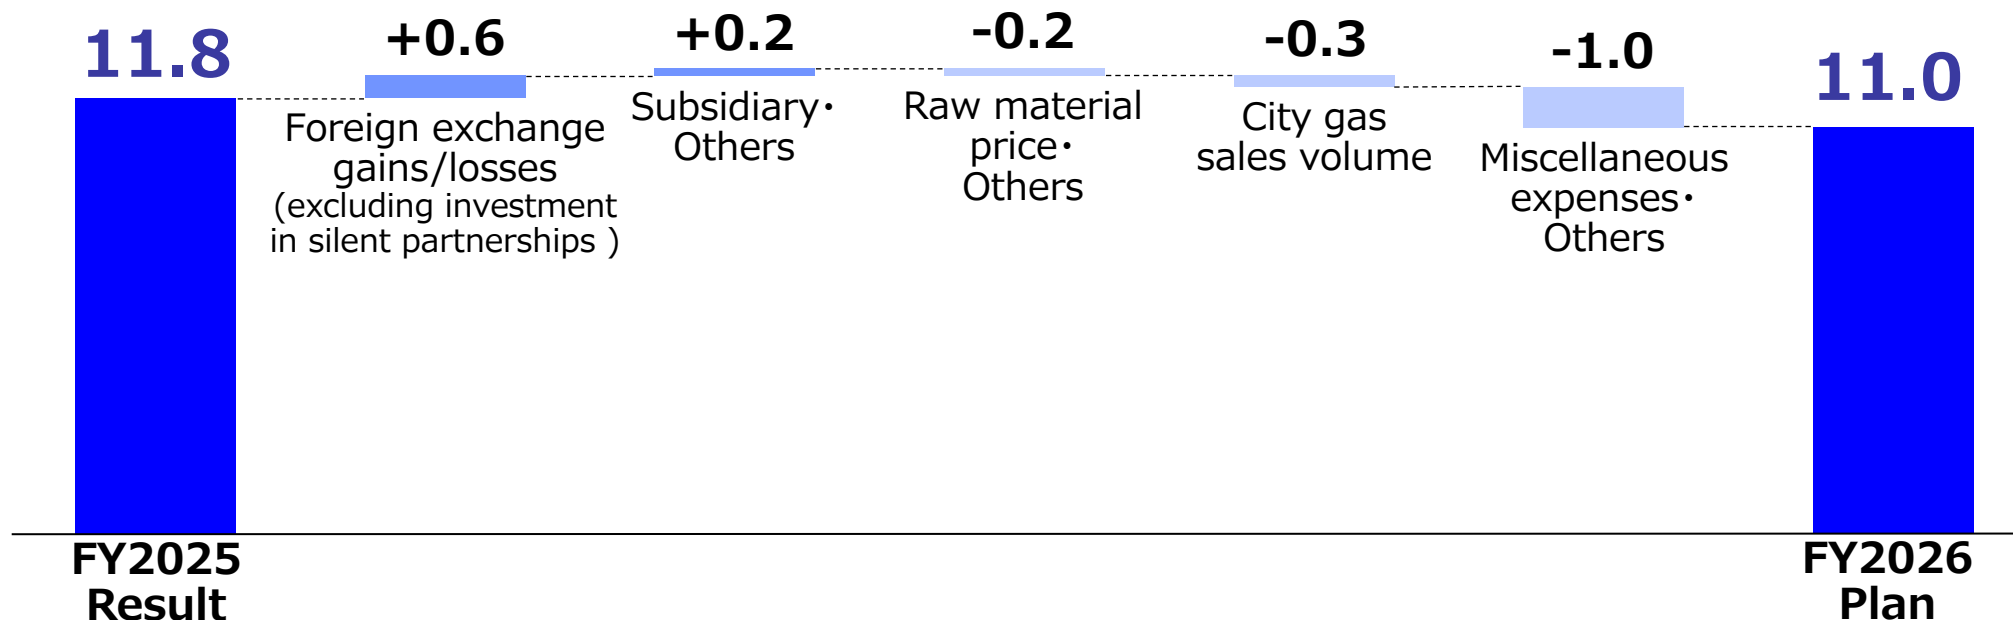 11.8
+0.6
Foreign exchange
gains/losses
(excluding investment
in silent partnerships )
+0.2
Subsidiary･
Others
-0.2
Raw material
price･
Others
-0.3
City gas
sales volume
-1.0
Miscellaneous
expenses･
Others
11.0
FY2025
Result
FY2026
Plan